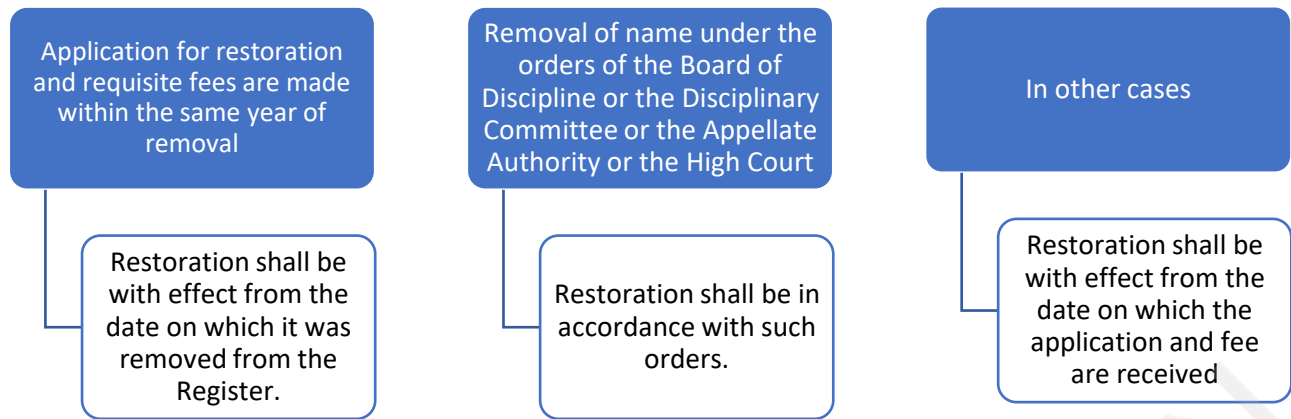 Application for restoration
and requisite fees are made
within the same year of
removal
Restoration shall be
with effect from the
date on which it was
removed from the
Register.
Removal of name under the
orders of the Board of
Discipline or the Disciplinary
Committee or the Appellate
Authority or the High Court
Restoration shall be in
accordance with such
orders.
In other cases
Restoration shall be
with effect from the
date on which the
application and fee
are received